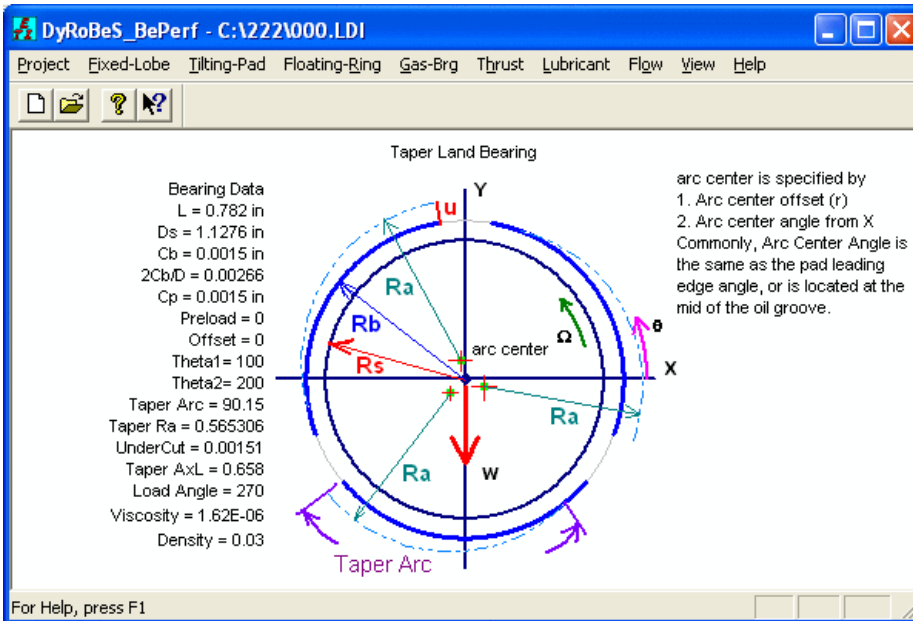 DyRoBeS_BePerf - C:\222\000.LDI
Project Fixed-Lobe Tilting-Pad Floating-Ring Gas-Brg Thrust Lubricant Flow View Help
Taper Land Bearing
Bearing Data
L = 0.782 in
Ds = 1.1276 in
Cb = 0.0015 in
2Cb/D = 0.00266
Cp = 0.0015 in
Preload = 0
Offset = 0
Theta1= 100
Theta2= 200
Taper Arc = 90.15
Taper Ra = 0.565306
UnderCut = 0.00151
Taper AxL = 0.658
Load Angle = 270
Viscosity = 1.62E-06
Density = 0.03
Y
u
Ra
Rb
Rs
arc center
Ω
θ
X
Ra
Ra
W
Taper Arc
arc center is specified by
1. Arc center offset (r)
2. Arc center angle from X
Commonly, Arc Center Angle is
the same as the pad leading
edge angle, or is located at the
mid of the oil groove.
For Help, press F1